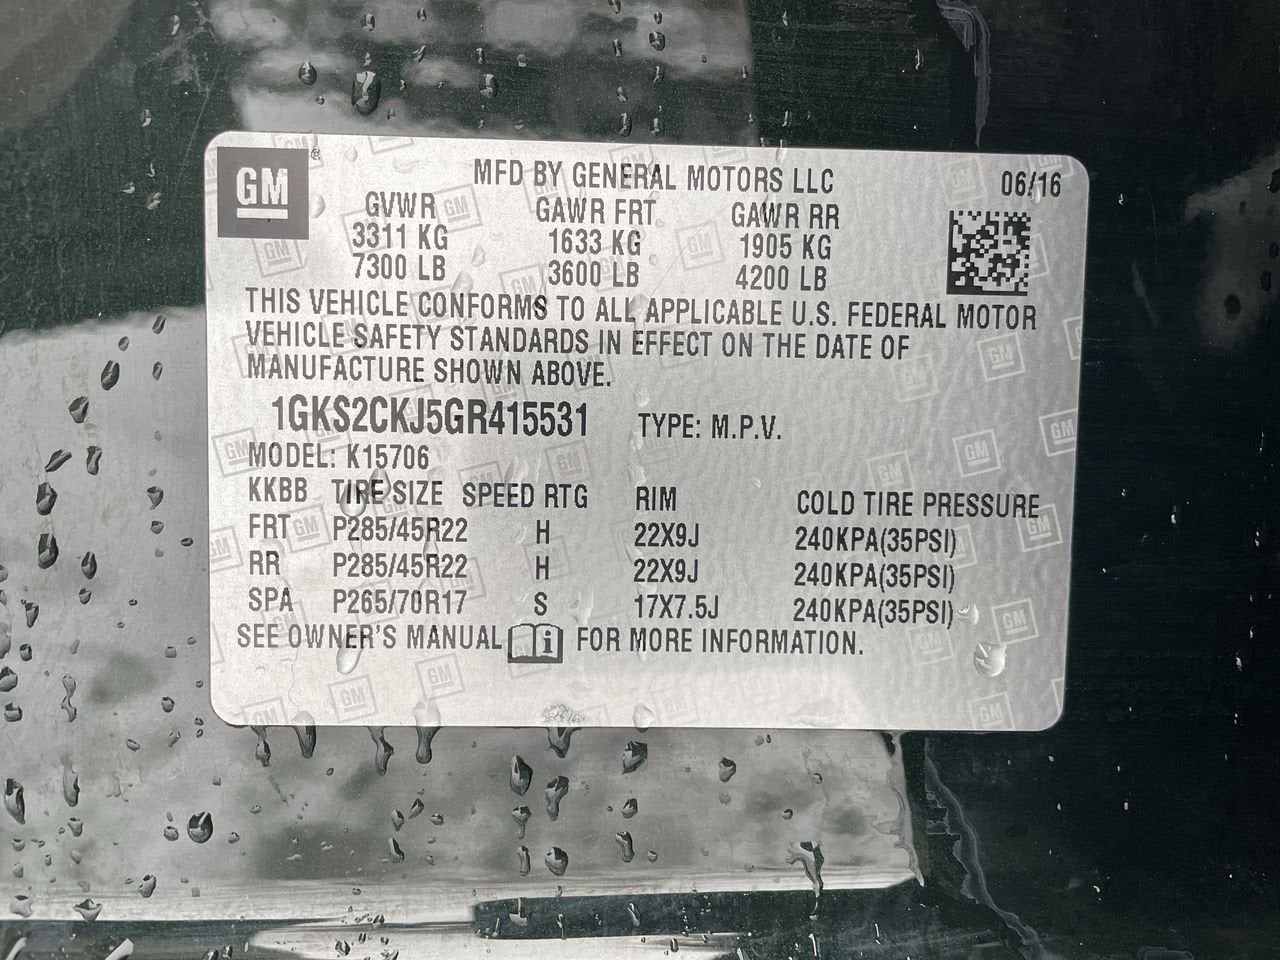 GM ®
MFD BY GENERAL MOTORS LLC 06/16
GVWR GAWR FRT GAWR RR
3311 KG 1633 KG 1905 KG
7300 LB 3600 LB 4200 LB
THIS VEHICLE CONFORMS TO ALL APPLICABLE U.S. FEDERAL MOTOR
VEHICLE SAFETY STANDARDS IN EFFECT ON THE DATE OF
MANUFACTURE SHOWN ABOVE.
1GKS2CKJ5GR415531 TYPE: M.P.V.
MODEL: K15706
KKBB TIRE SIZE SPEED RTG RIM COLD TIRE PRESSURE
FRT P285/45R22 H 22X9J 240KPA(35PSI)
RR P285/45R22 H 22X9J 240KPA(35PSI)
SPA P265/70R17 S 17X7.5J 240KPA(35PSI)
SEE OWNER'S MANUAL i FOR MORE INFORMATION.